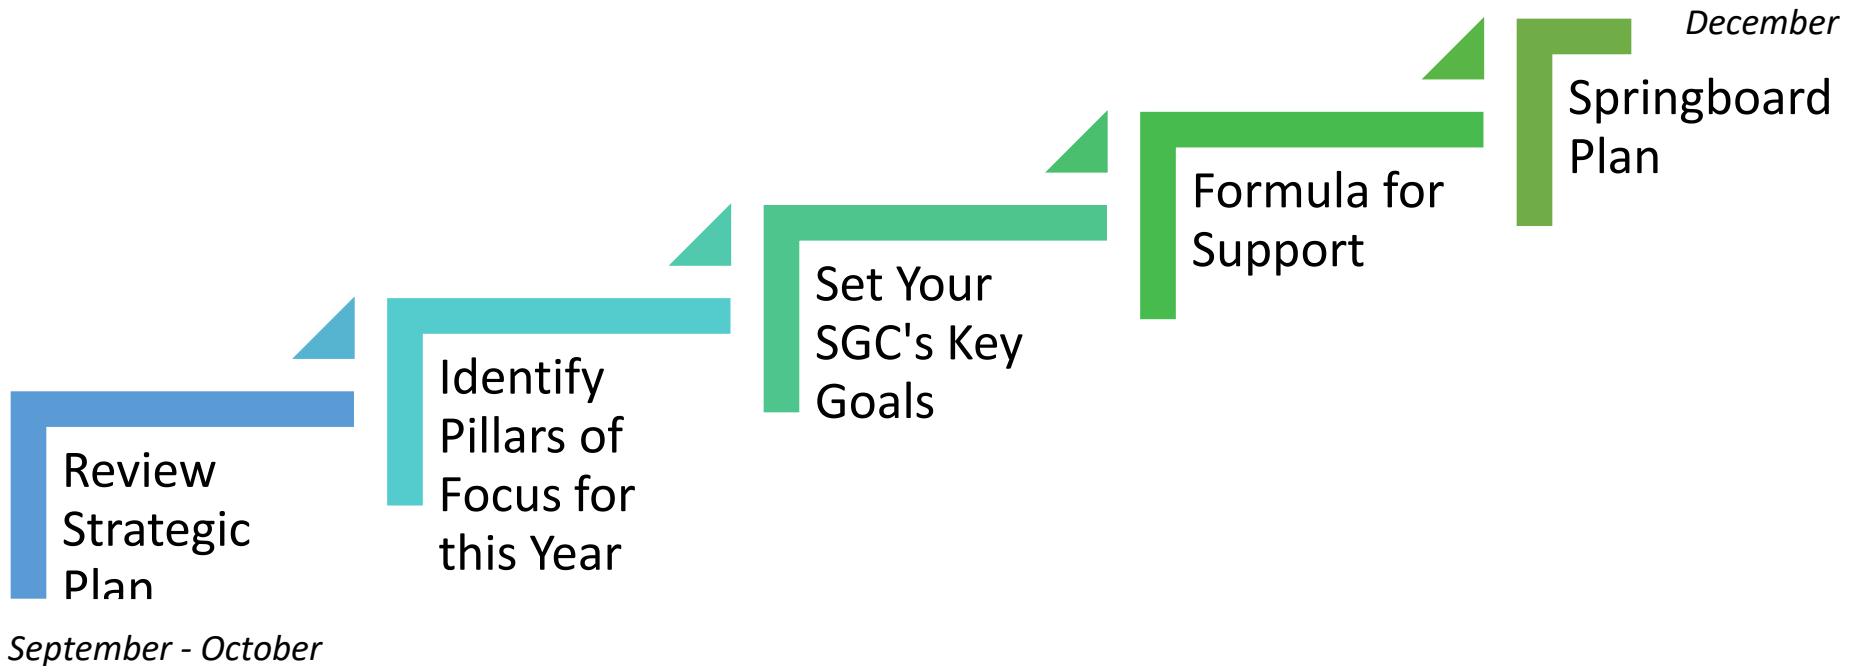 December
Springboard
Plan
Formula for
Support
Set Your
SGC's Key
Goals
Identify
Pillars of
Focus for
this Year
Review
Strategic
Plan
September - October